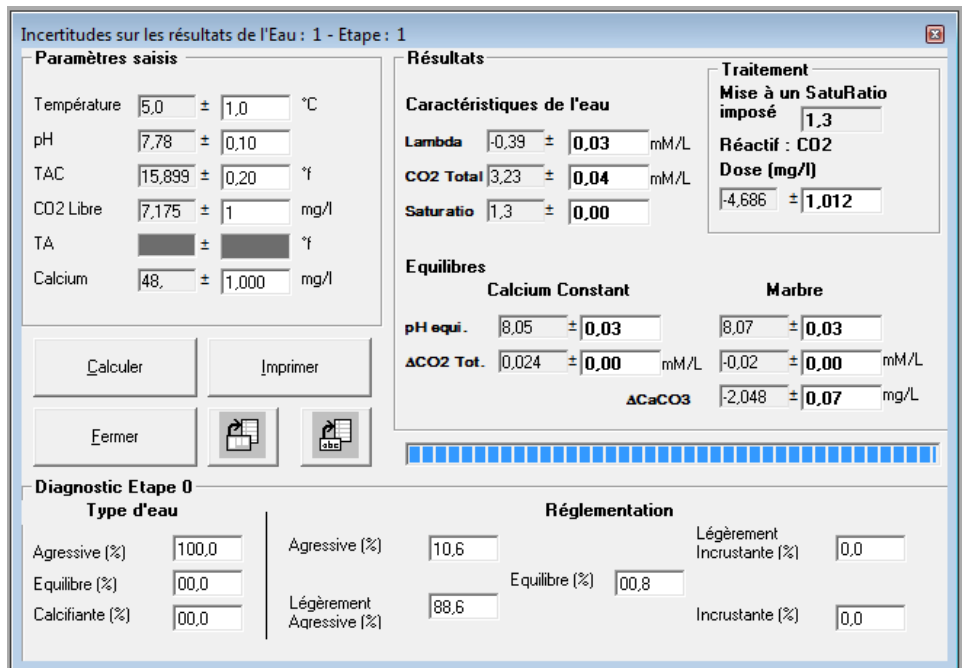 Incertitudes sur les résultats de l'Eau : 1 - Etape : 1
Paramètres saisis
Température 5,0 ± 1,0 °C
pH 7,78 ± 0,10
TAC 15,899 ± 0,20 °f
CO2 Libre 7,175 ± 1 mg/l
TA ± °f
Calcium 48, ± 1,000 mg/l
Calculer Imprimer
Fermer
abc
Résultats
Caractéristiques de l'eau
Lambda -0,39 ± 0,03 mM/L
CO2 Total 3,23 ± 0,04 mM/L
Saturatio 1,3 ± 0,00
Traitement
Mise à un SatuRatio
imposé 1,3
Réactif : CO2
Dose (mg/l)
-4,686 ± 1,012
Equilibres
Calcium Constant Marbre
pH equi. 8,05 ± 0,03 8,07 ± 0,03
ΔCO2 Tot. 0,024 ± 0,00 mM/L -0,02 ± 0,00 mM/L
ΔCaCO3 -2,048 ± 0,07 mg/L
Diagnostic Etape 0
Type d'eau
Agressive (%) 100,0
Equilibre (%) 00,0
Calcifiante (%) 00,0
Réglementation
Agressive (%) 10,6
Légèrement
Agressive (%) 88,6
Equilibre (%) 00,8
Légèrement
Incrustante (%) 0,0
Incrustante (%) 0,0